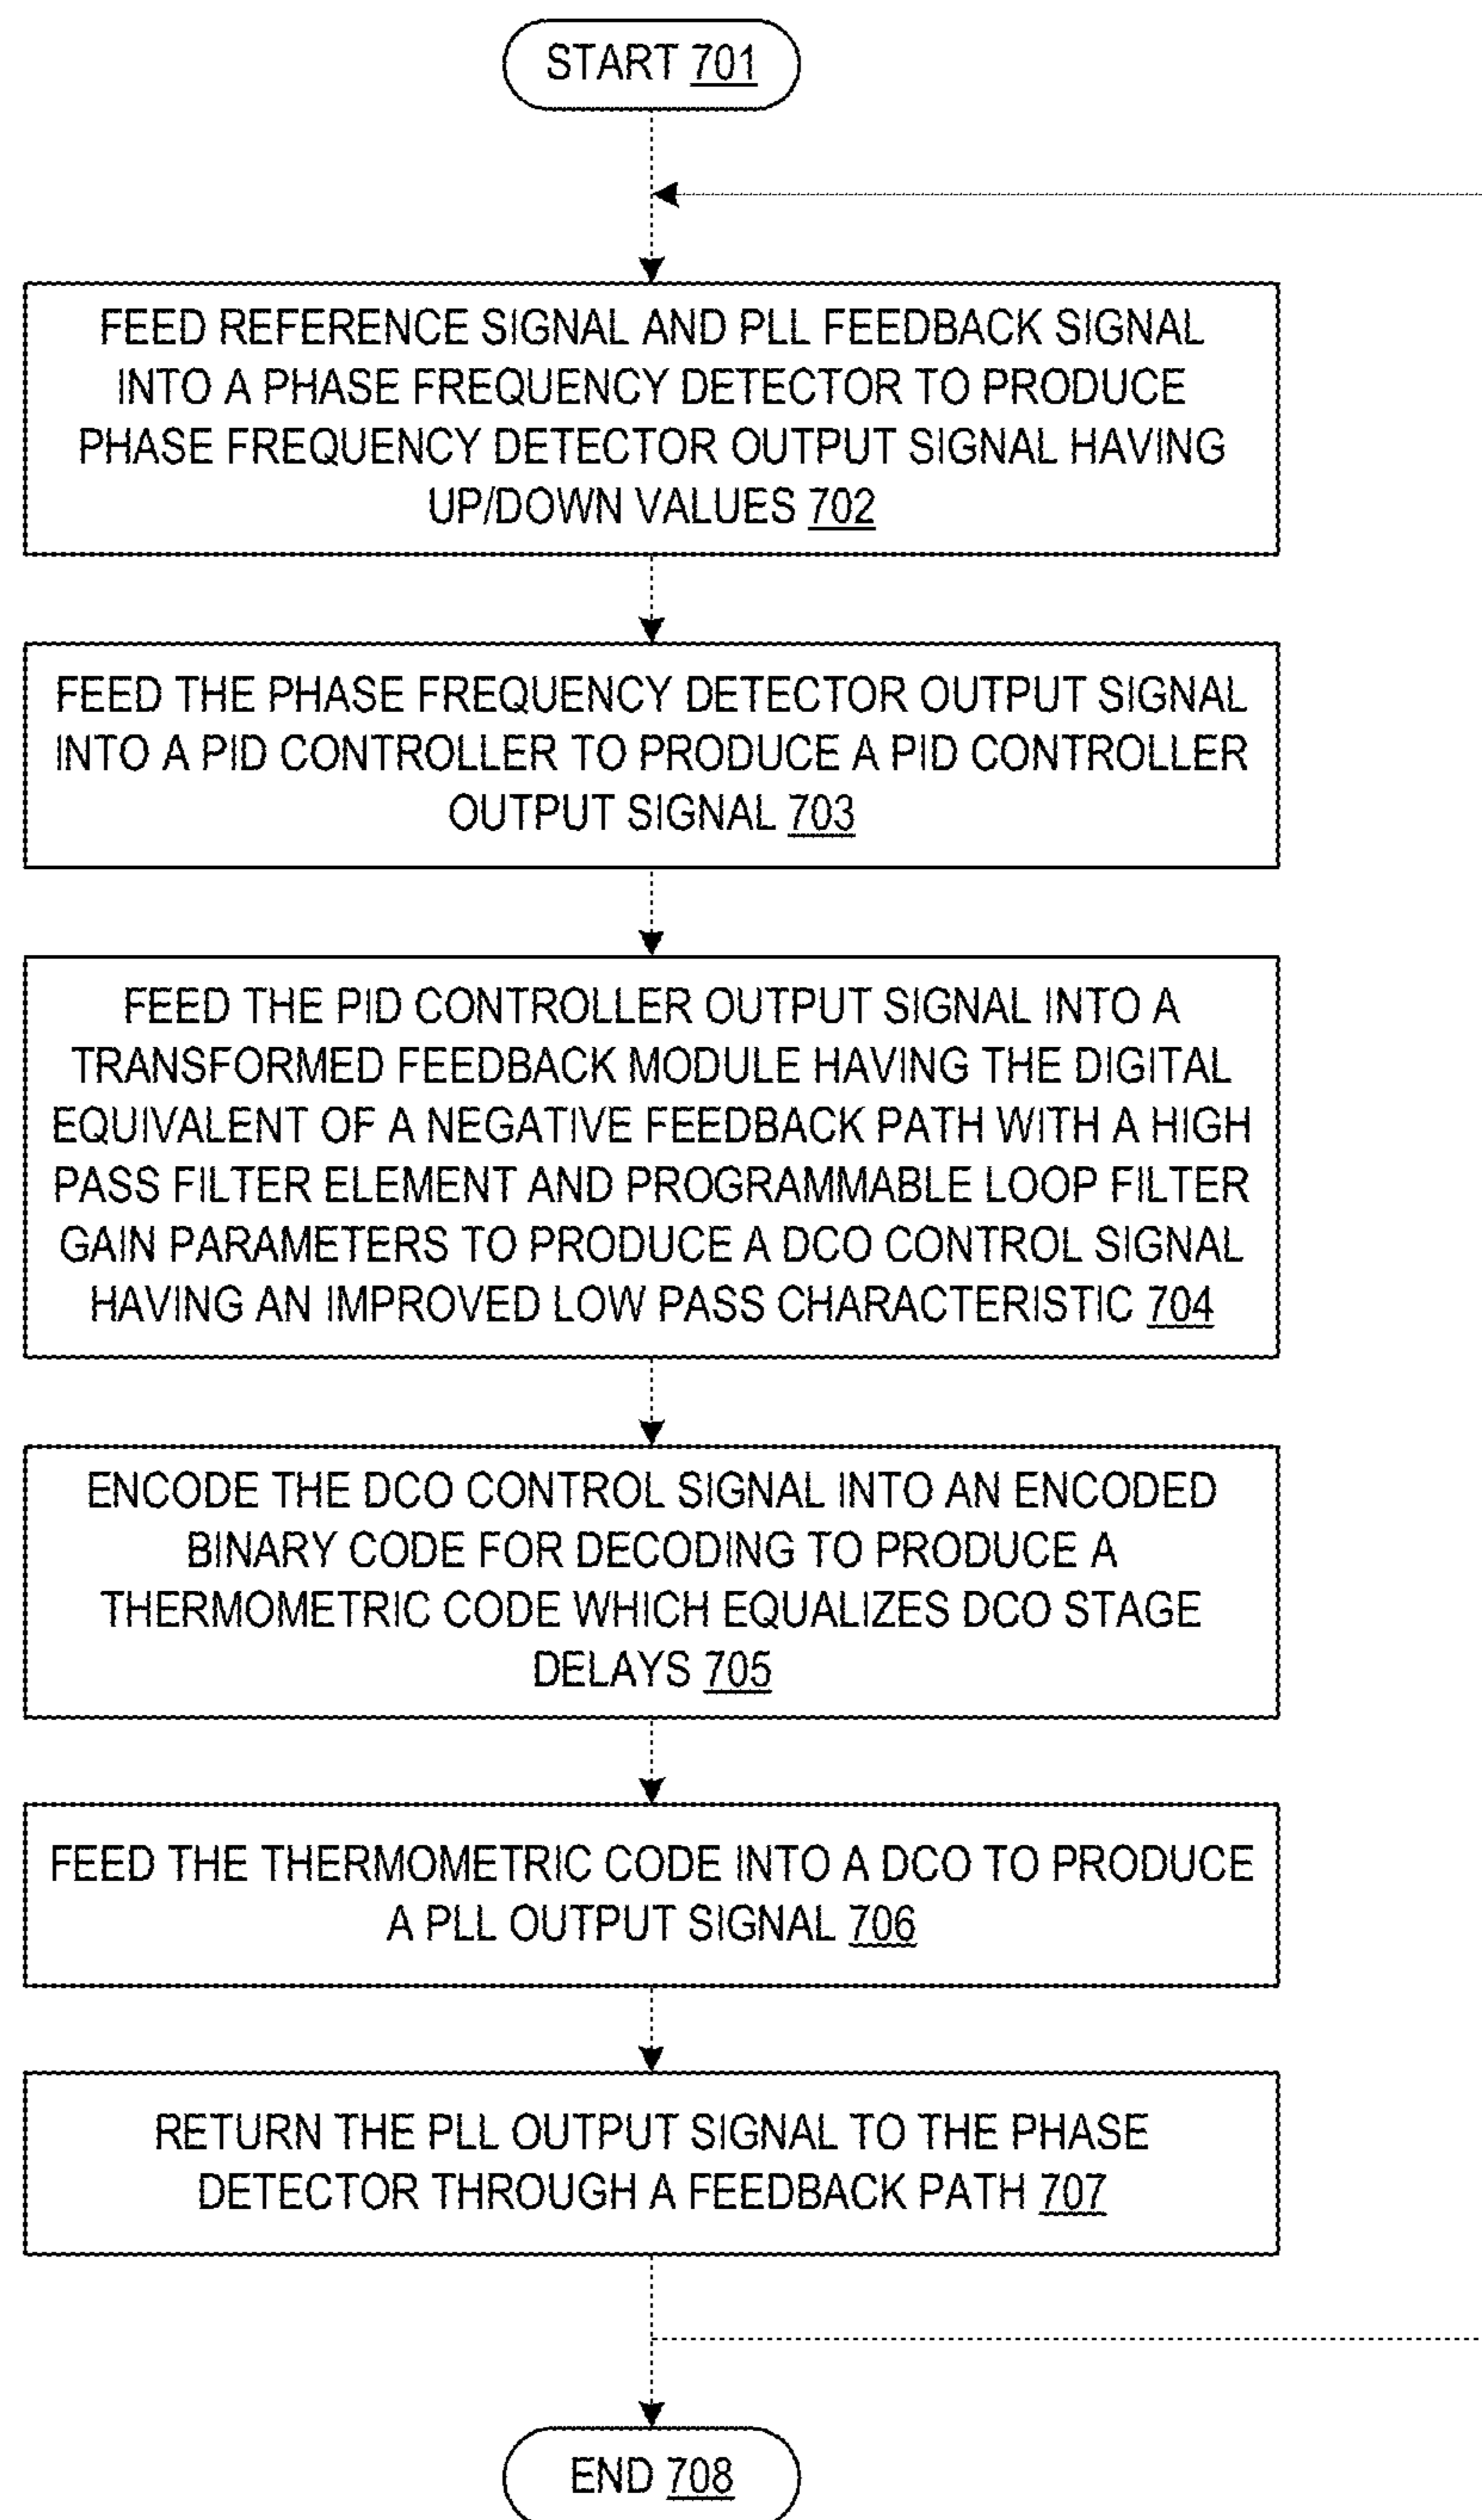 START 701
FEED REFERENCE SIGNAL AND PLL FEEDBACK SIGNAL
INTO A PHASE FREQUENCY DETECTOR TO PRODUCE
PHASE FREQUENCY DETECTOR OUTPUT SIGNAL HAVING
UP/DOWN VALUES 702
FEED THE PHASE FREQUENCY DETECTOR OUTPUT SIGNAL
INTO A PID CONTROLLER TO PRODUCE A PID CONTROLLER
OUTPUT SIGNAL 703
FEED THE PID CONTROLLER OUTPUT SIGNAL INTO A
TRANSFORMED FEEDBACK MODULE HAVING THE DIGITAL
EQUIVALENT OF A NEGATIVE FEEDBACK PATH WITH A HIGH
PASS FILTER ELEMENT AND PROGRAMMABLE LOOP FILTER
GAIN PARAMETERS TO PRODUCE A DCO CONTROL SIGNAL
HAVING AN IMPROVED LOW PASS CHARACTERISTIC 704
ENCODE THE DCO CONTROL SIGNAL INTO AN ENCODED
BINARY CODE FOR DECODING TO PRODUCE A
THERMOMETRIC CODE WHICH EQUALIZES DCO STAGE
DELAYS 705
FEED THE THERMOMETRIC CODE INTO A DCO TO PRODUCE
A PLL OUTPUT SIGNAL 706
RETURN THE PLL OUTPUT SIGNAL TO THE PHASE
DETECTOR THROUGH A FEEDBACK PATH 707
END 708